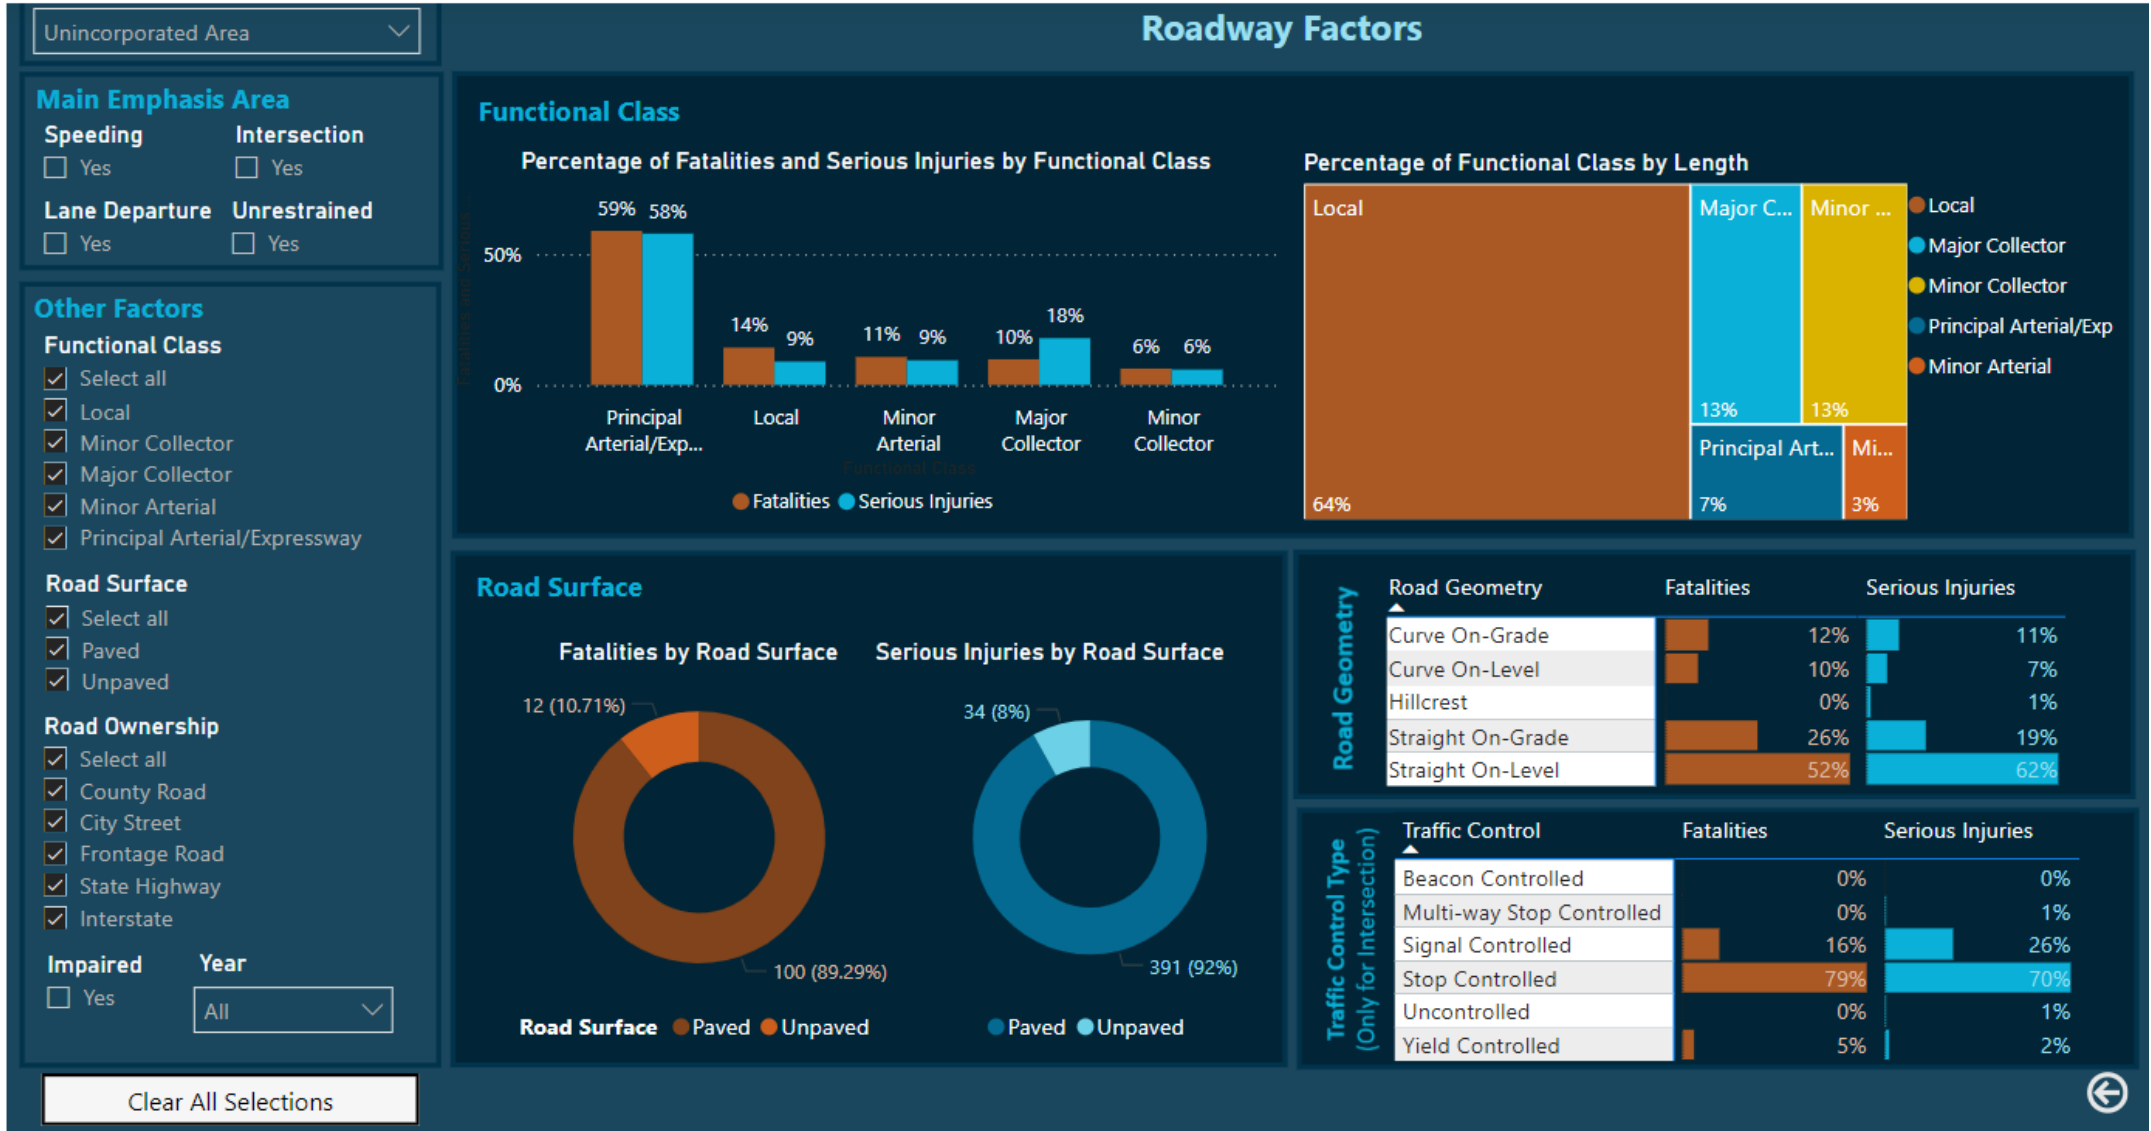 Unincorporated Area
Roadway Factors
Main Emphasis Area
Speeding Intersection
Yes Yes
Lane Departure Unrestrained
Yes Yes
Other Factors
Functional Class
Select all
Local
Minor Collector
Major Collector
Minor Arterial
Principal Arterial/Expressway
Road Surface
Select all
Paved
Unpaved
Road Ownership
Select all
County Road
City Street
Frontage Road
State Highway
Interstate
Impaired Year
Yes All
Clear All Selections
Functional Class
Percentage of Fatalities and Serious Injuries by Functional Class
59% 58%
50%
14% 9% 11% 9% 10% 18% 6% 6%
0%
Principal Local Minor Major Minor
Arterial/Exp... Arterial Collector Collector
Functional Class
Fatalities Serious Injuries
Percentage of Functional Class by Length
Local Major C... Minor ...
13% 13%
Principal Art... Mi...
64% 7% 3%
Local
Major Collector
Minor Collector
Principal Arterial/Exp
Minor Arterial
Road Surface
Fatalities by Road Surface Serious Injuries by Road Surface
12 (10.71%) 34 (8%)
100 (89.29%) 391 (92%)
Road Surface Paved Unpaved Paved Unpaved
Road Geometry
Road Geometry Fatalities Serious Injuries
Curve On-Grade 12% 11%
Curve On-Level 10% 7%
Hillcrest 0% 1%
Straight On-Grade 26% 19%
Straight On-Level 52% 62%
Traffic Control Type
(Only for Intersection)
Traffic Control Fatalities Serious Injuries
Beacon Controlled 0% 0%
Multi-way Stop Controlled 0% 1%
Signal Controlled 16% 26%
Stop Controlled 79% 70%
Uncontrolled 0% 1%
Yield Controlled 5% 2%